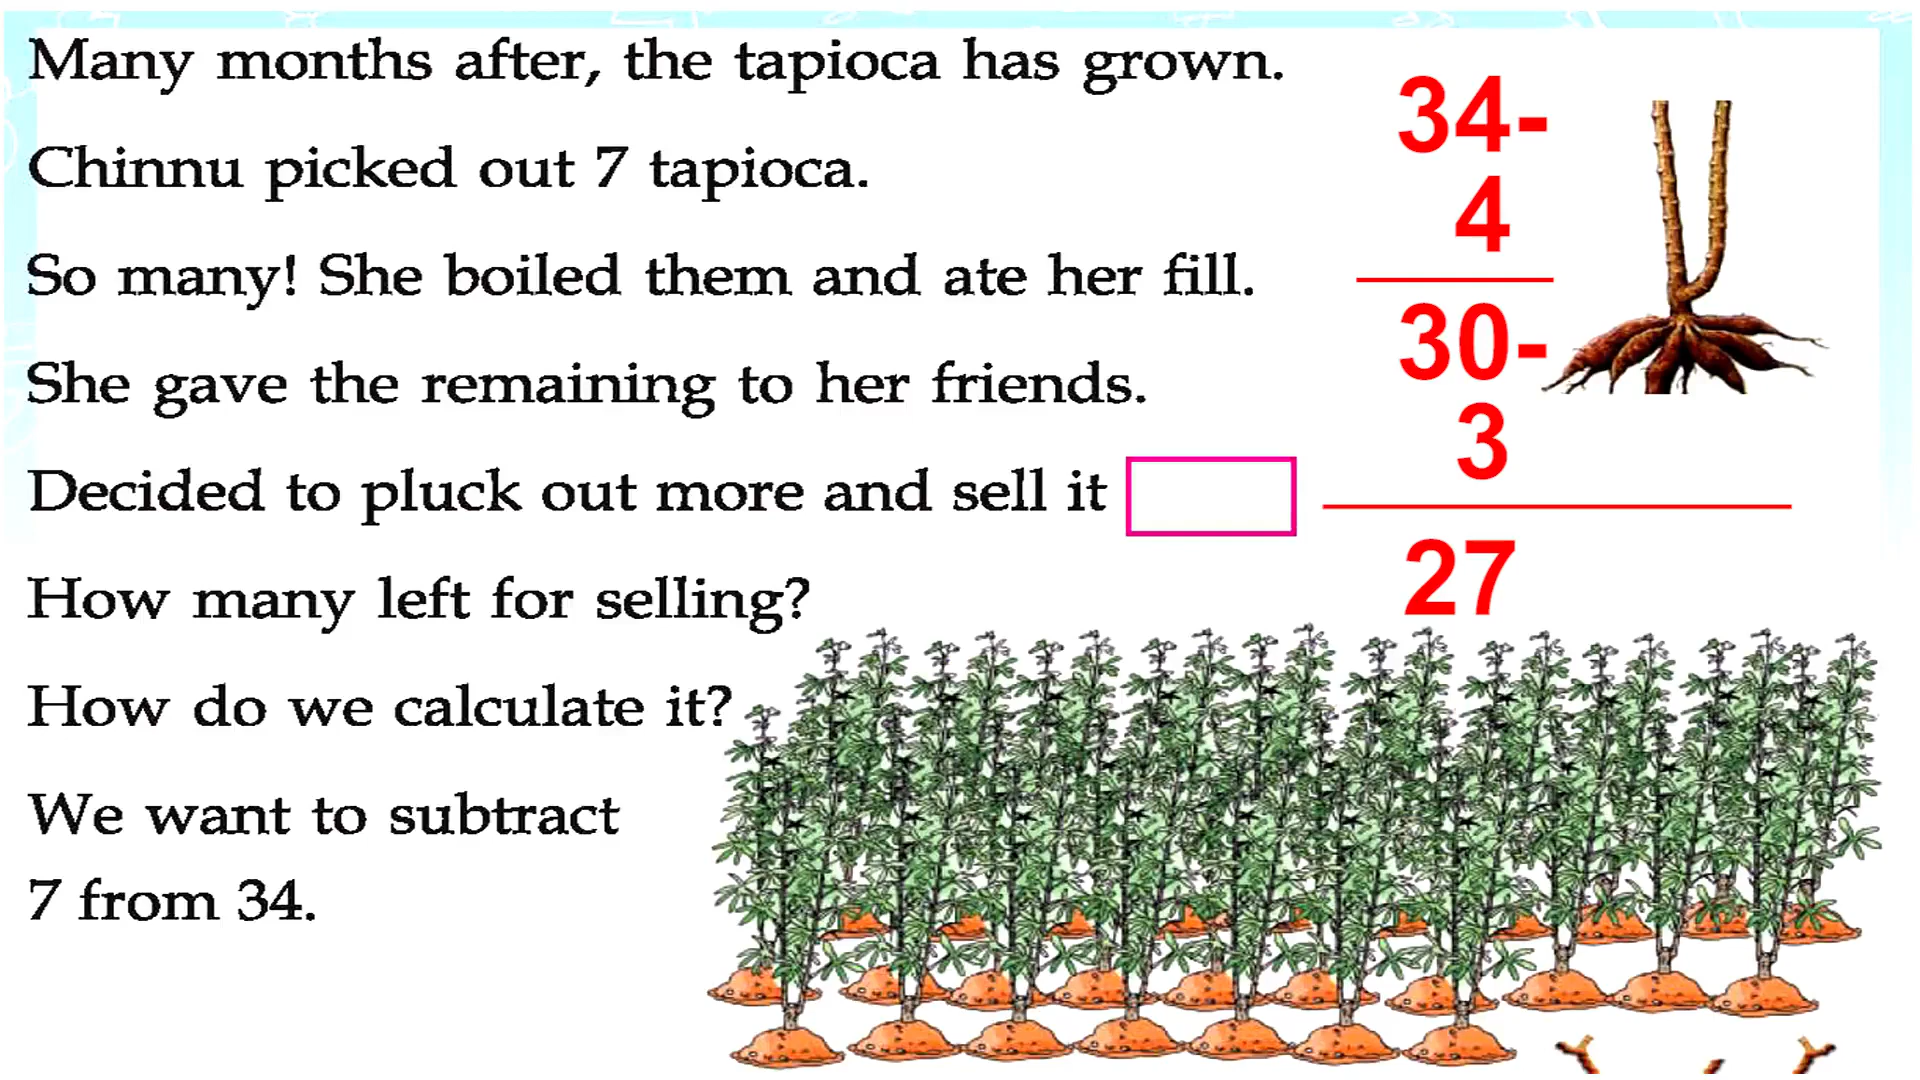 Many months after, the tapioca has grown.
Chinnu picked out 7 tapioca.
So many! She boiled them and ate her fill.
She gave the remaining to her friends.
Decided to pluck out more and sell it
How many left for selling?
How do we calculate it?
We want to subtract
7 from 34.
34-
4
30-
3
27